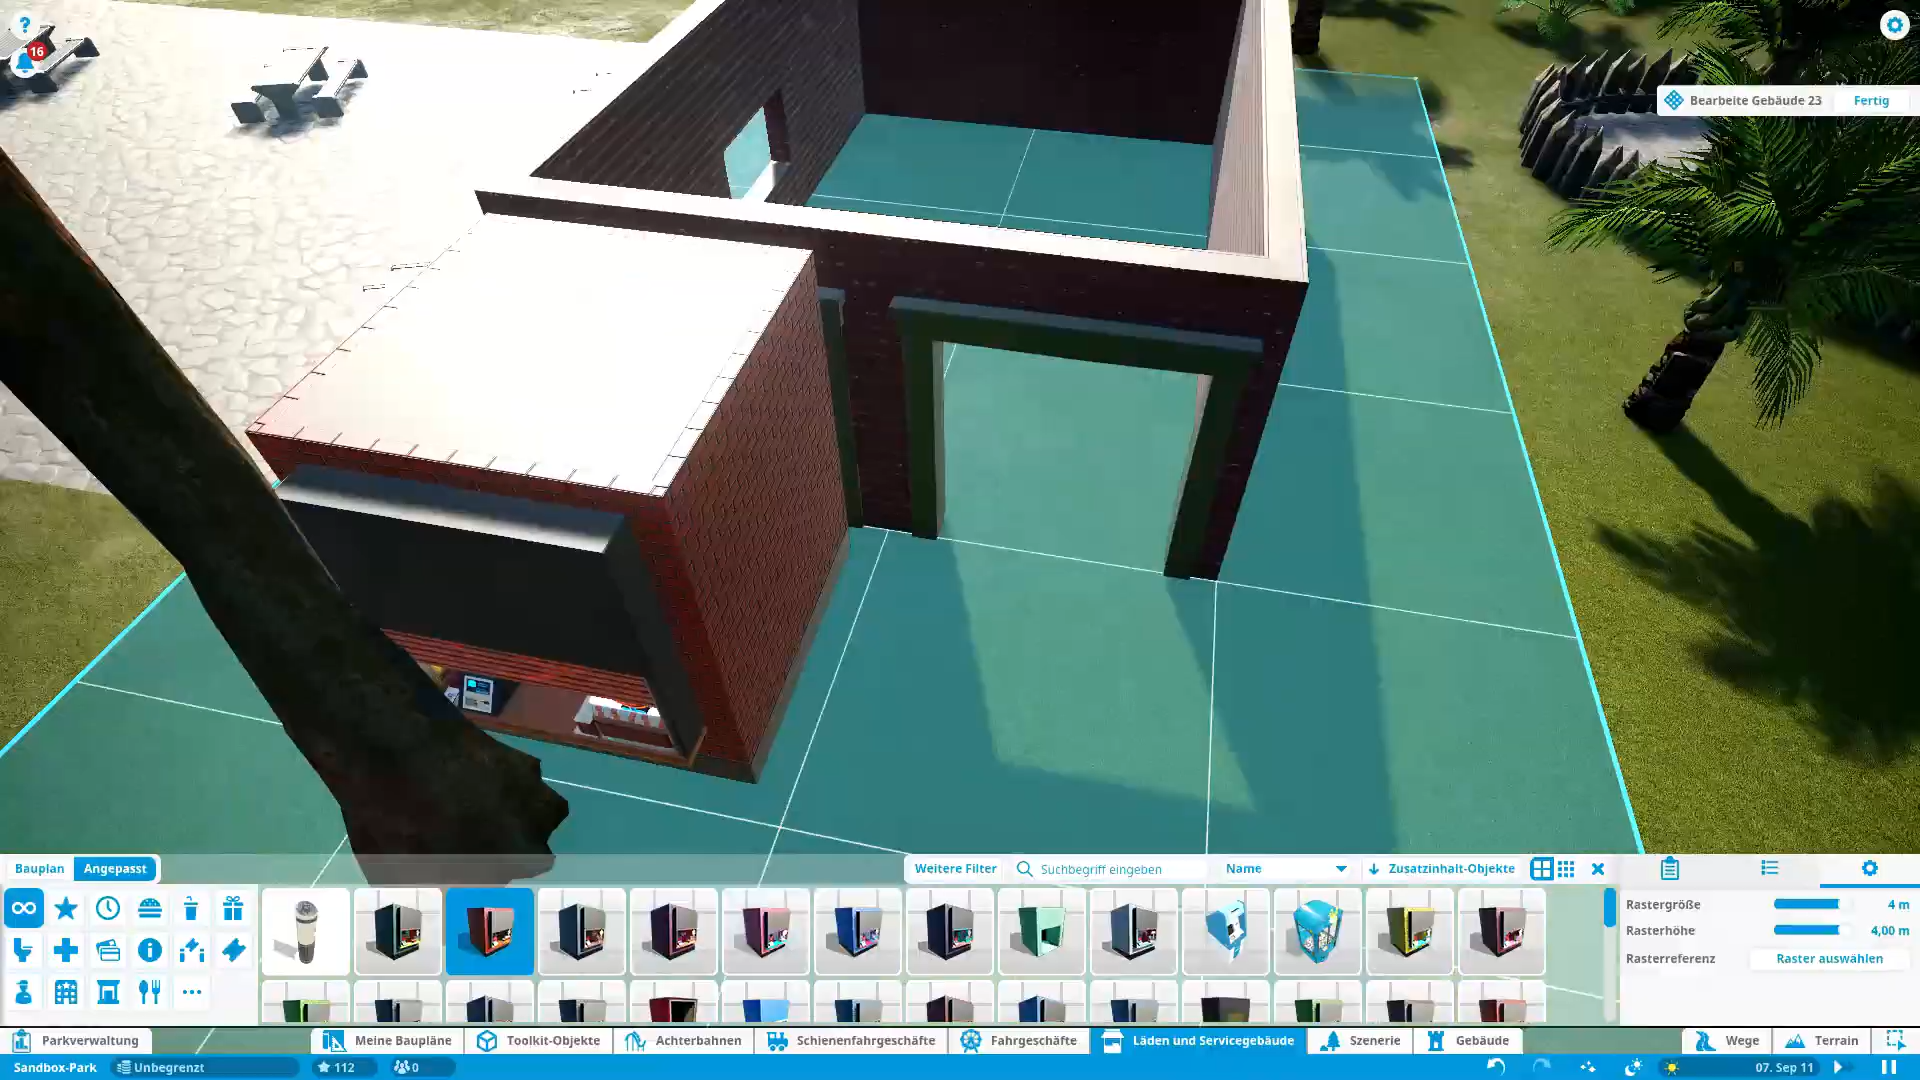 ?
16
Bearbeite Gebäude 23
Fertig
Bauplan
Angepasst
Weitere Filter
Suchbegriff eingeben
Name
Zusatzinhalt-Objekte
Rastergröße
4 m
Rasterhöhe
4,00 m
Rasterreferenz
Raster auswählen
Parkverwaltung
Meine Baupläne
Toolkit-Objekte
Achterbahnen
Schienenfahrgeschäfte
Fahrgeschäfte
Läden und Servicegebäude
Szenerie
Gebäude
Wege
Terrain
Sandbox-Park
Unbegrenzt
112
0
07. Sep 11